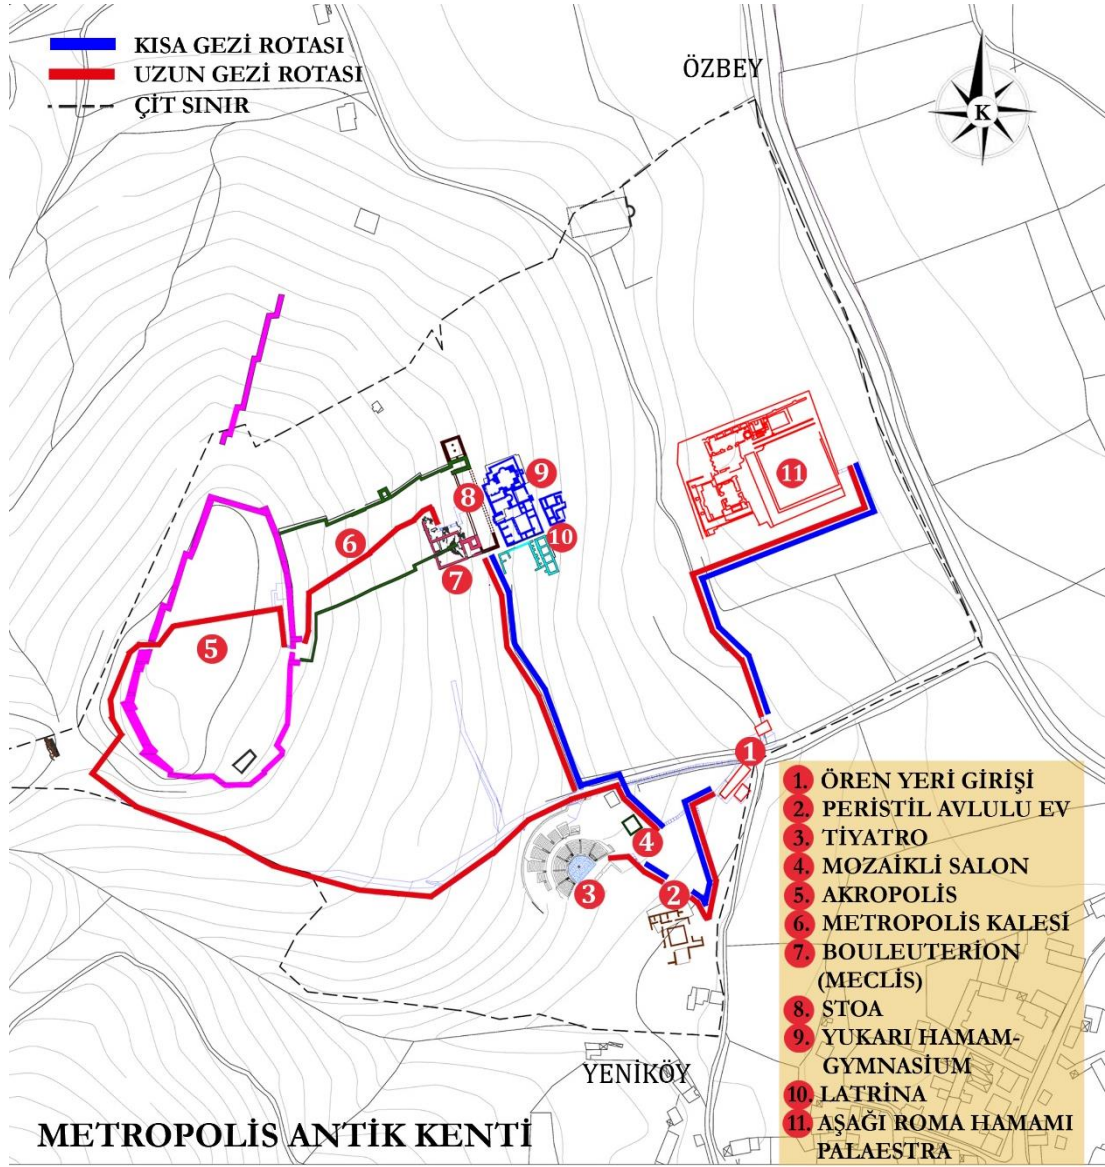 KISA GEZİ ROTASI
UZUN GEZİ ROTASI
ÇİT SINIR
ÖZBEY
K
9
8
11
10
6
7
5
1
4
3
2
1. ÖREN YERİ GİRİŞİ
2. PERİSTİL AVLULU EV
3. TİYATRO
4. MOZAİKLİ SALON
5. AKROPOLİS
6. METROPOLİS KALESİ
7. BOULEUTERİON
(MECLİS)
8. STOA
9. YUKARI HAMAM-
GYMNASİUM
10. LATRİNA
11. AŞAĞI ROMA HAMAMI
PALAESTRA
YENİKÖY
METROPOLİS ANTİK KENTİ